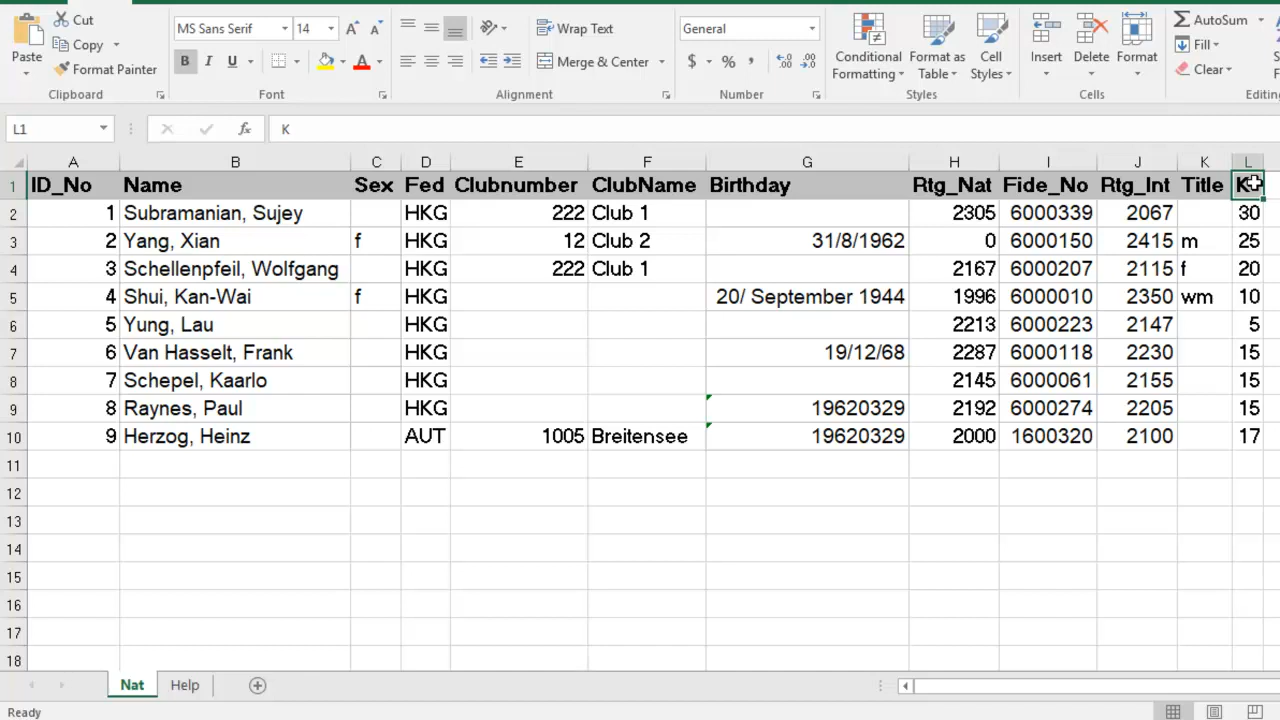 Cut
Copy
Format Painter
Paste
Clipboard
MS Sans Serif 14 A A
B I U A
Font
Wrap Text
Merge & Center
Alignment
General
$ % , .00
Number
Conditional Formatting
Format as Table
Cell Styles
Styles
Insert Delete Format
Cells
AutoSum
Fill
Clear
Editing
L1 fx K
A B C D E F G H I J K L
1 ID_No Name Sex Fed Clubnumber ClubName Birthday Rtg_Nat Fide_No Rtg_Int Title K
2 1 Subramanian, Sujey HKG 222 Club 1 2305 6000339 2067 30
3 2 Yang, Xian f HKG 12 Club 2 31/8/1962 0 6000150 2415 m 25
4 3 Schellenpfeil, Wolfgang HKG 222 Club 1 2167 6000207 2115 f 20
5 4 Shui, Kan-Wai f HKG 20/ September 1944 1996 6000010 2350 wm 10
6 5 Yung, Lau HKG 2213 6000223 2147 5
7 6 Van Hasselt, Frank HKG 19/12/68 2287 6000118 2230 15
8 7 Schepel, Kaarlo HKG 2145 6000061 2155 15
9 8 Raynes, Paul HKG 19620329 2192 6000274 2205 15
10 9 Herzog, Heinz AUT 1005 Breitensee 19620329 2000 1600320 2100 17
11
12
13
14
15
16
17
18
Nat Help
Ready